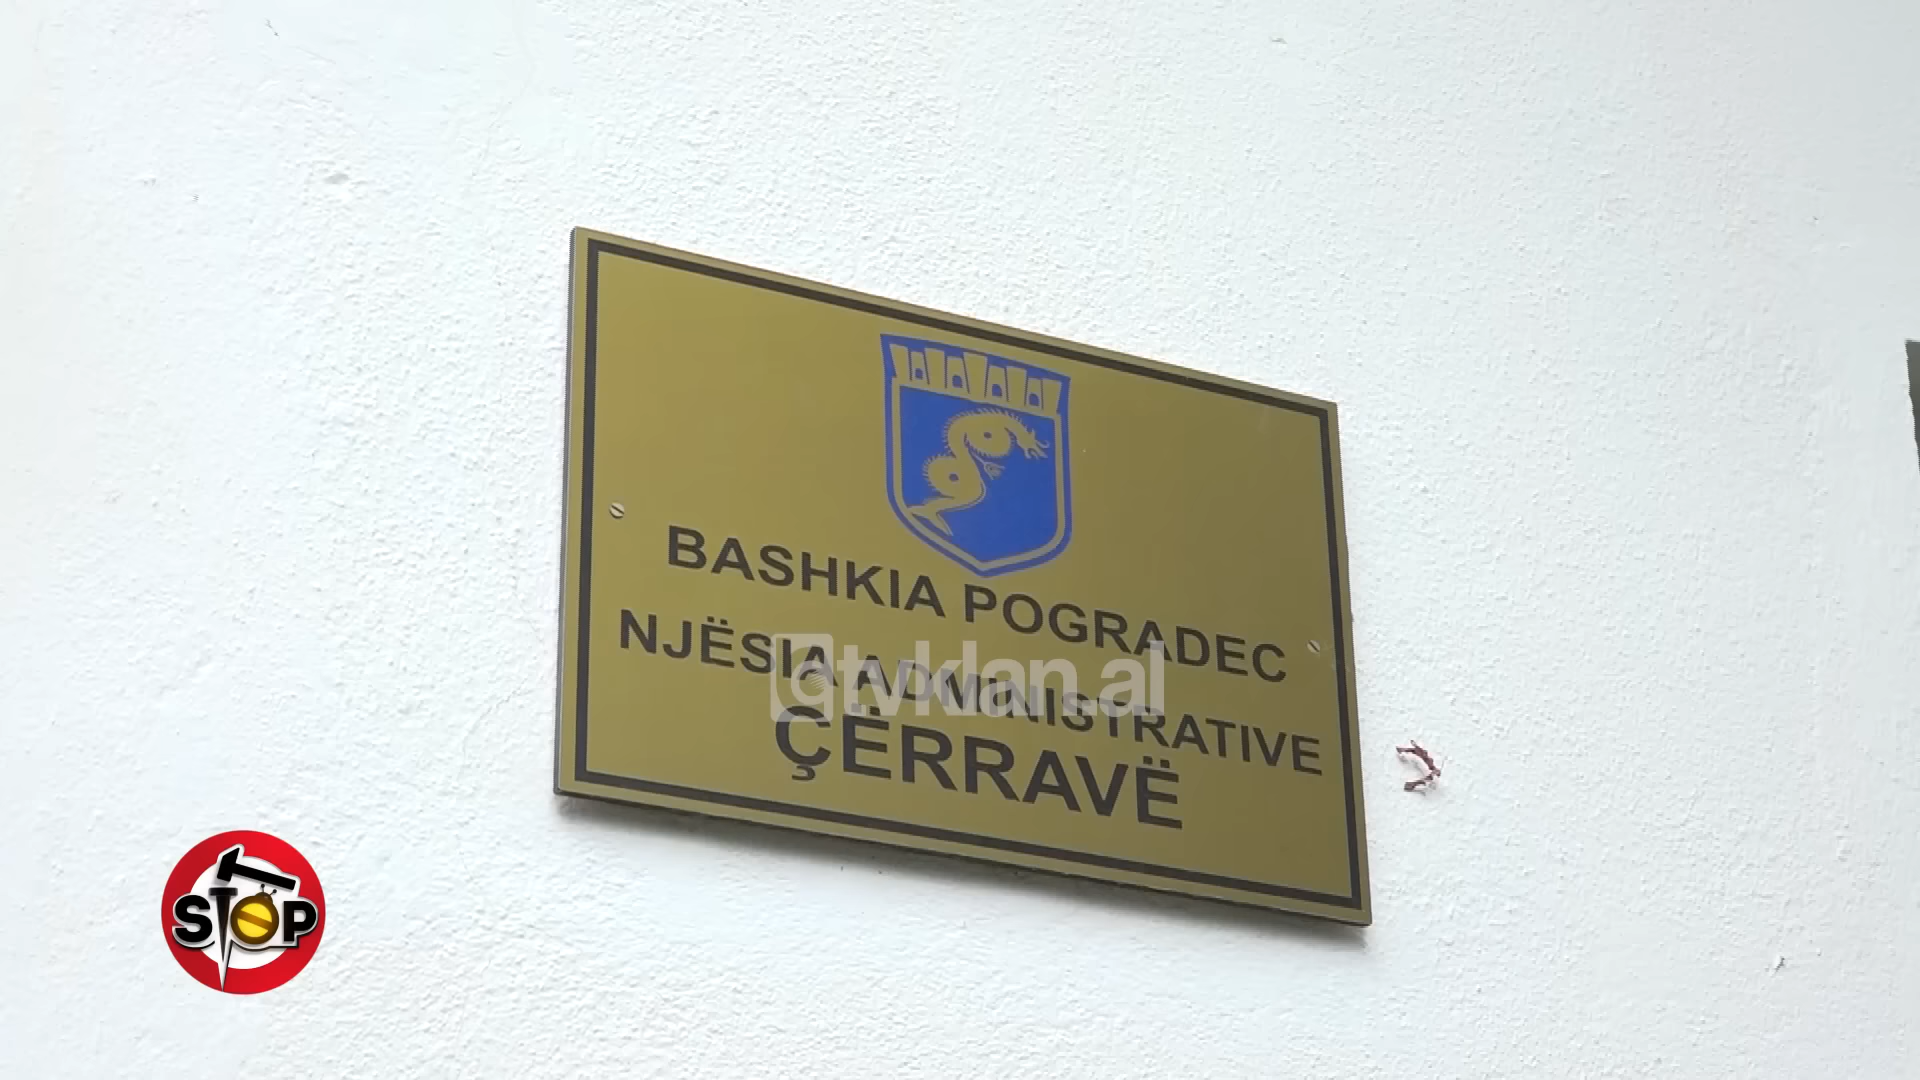 BASHKIA POGRADEC
NJËSIA ADMINISTRATIVE
ÇËRRAVË
tvklan.al
STOP